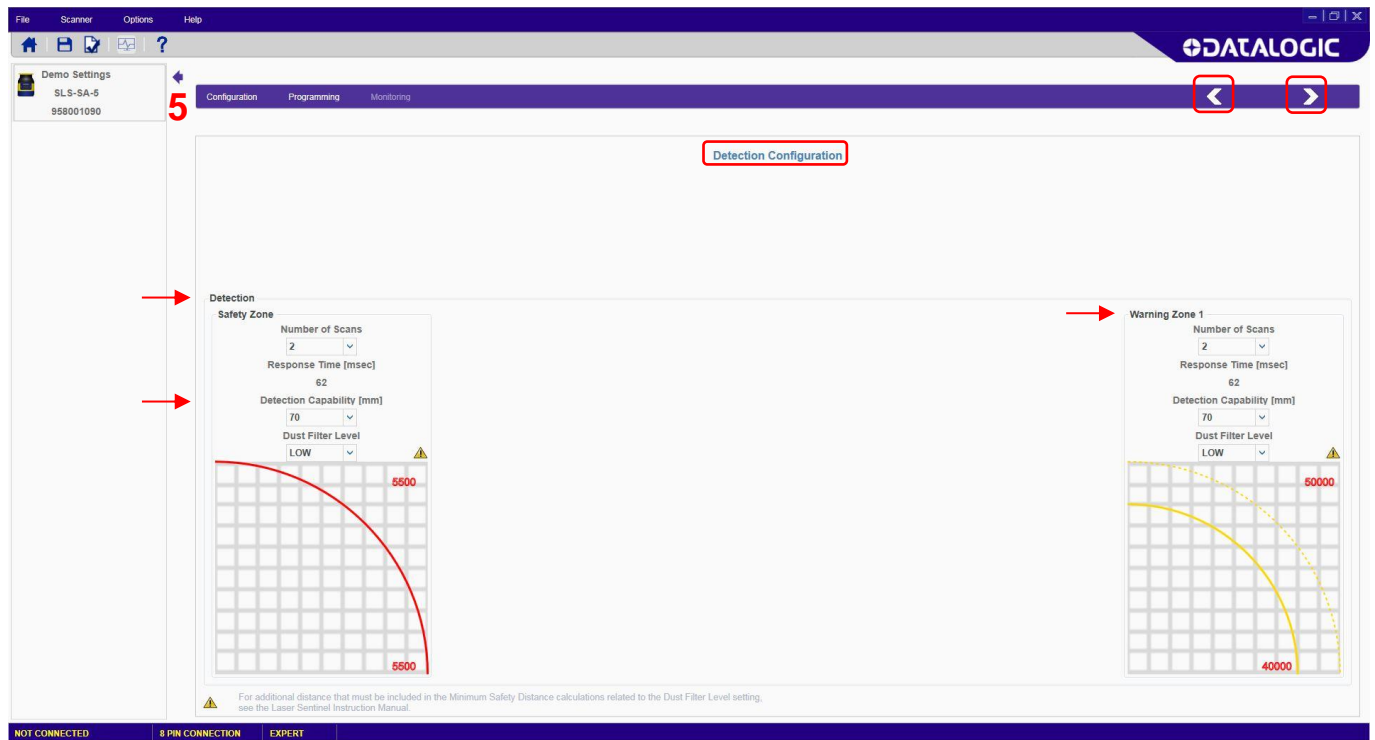 File Scanner Options Help
DATALOGIC
Demo Settings
SLS-SA-5
958001090
5
Configuration Programming Monitoring
Detection Configuration
Detection
Safety Zone
Number of Scans
2
Response Time [msec]
62
Detection Capability [mm]
70
Dust Filter Level
LOW
5500
5500
Warning Zone 1
Number of Scans
2
Response Time [msec]
62
Detection Capability [mm]
70
Dust Filter Level
LOW
50000
40000
For additional distance that must be included in the Minimum Safety Distance calculations related to the Dust Filter Level setting,
see the Laser Sentinel Instruction Manual.
NOT CONNECTED 8 PIN CONNECTION EXPERT